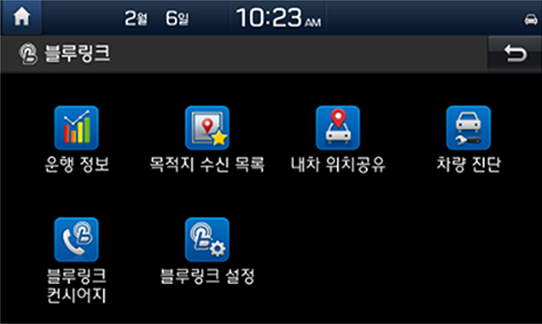 2월 6일 10:23 AM
블루링크
운행 정보 목적지 수신 목록 내차 위치공유 차량 진단
블루링크
컨시어지
블루링크 설정